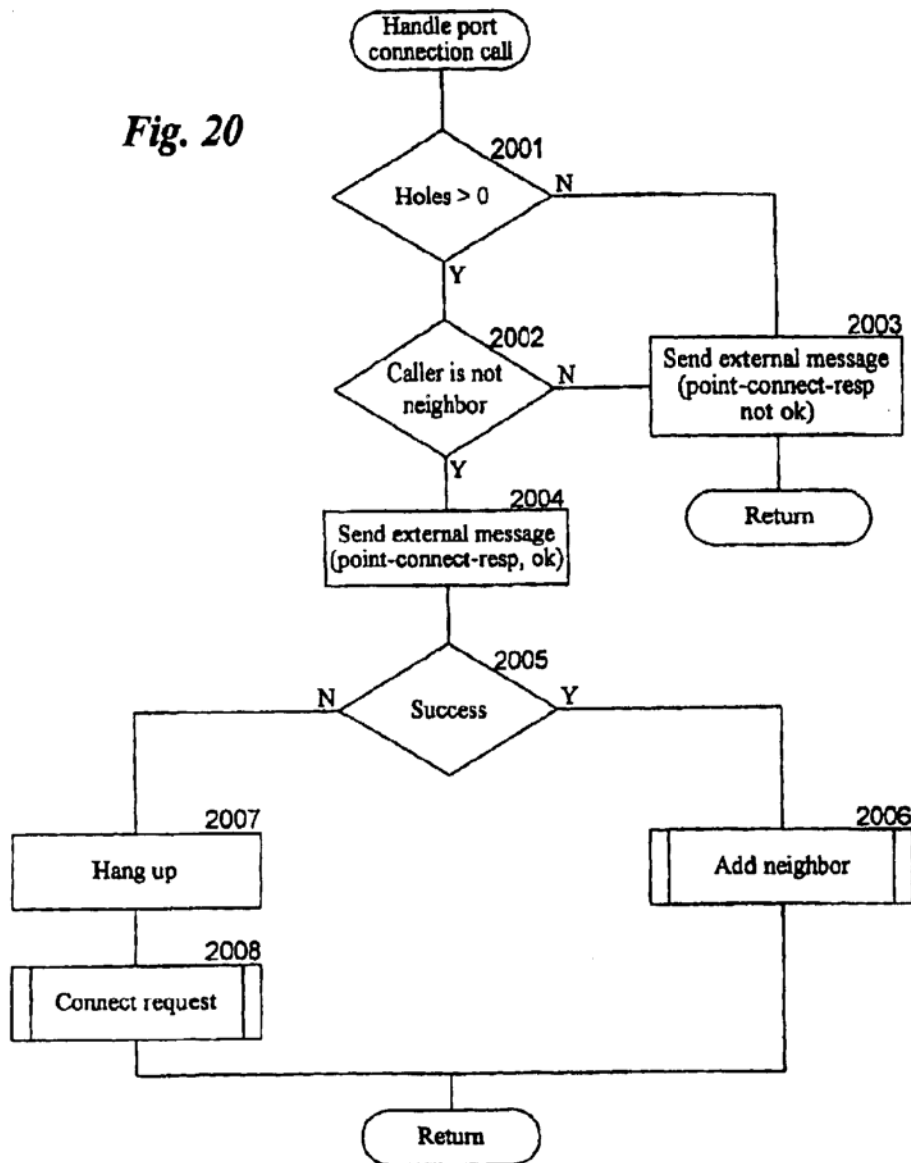 Handle port
connection call
Fig. 20
2001
Holes > 0
N
Y
2002
Caller is not
neighbor
N
Y
2003
Send external message
(point-connect-resp
not ok)
Return
2004
Send external message
(point-connect-resp, ok)
2005
Success
N
Y
2007
Hang up
2006
Add neighbor
2008
Connect request
Return